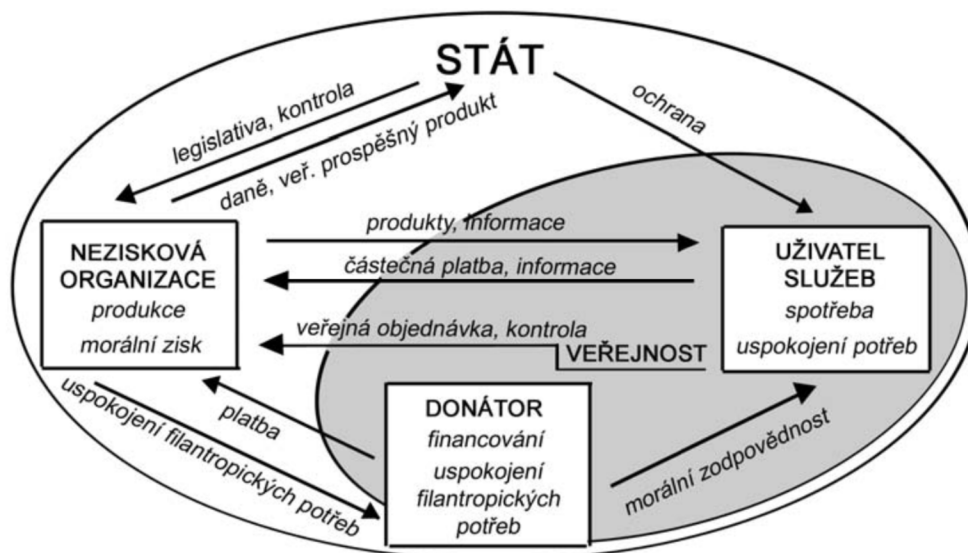 STÁT
legislativa, kontrola
daně, veř. prospěšný produkt
ochrana
NEZISKOVÁ
ORGANIZACE
produkce
morální zisk
produkty, informace
částečná platba, informace
veřejná objednávka, kontrola
VEŘEJNOST
UŽIVATEL
SLUŽEB
spotřeba
uspokojení potřeb
uspokojení filantropických potřeb
platba
DONÁTOR
financování
uspokojení
filantropických
potřeb
morální zodpovědnost